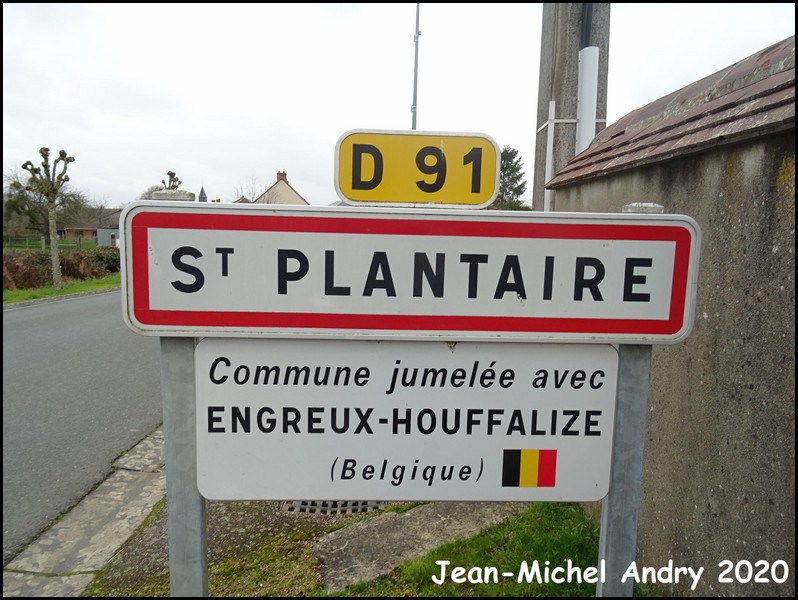 D 91
ST PLANTAIRE
Commune jumelée avec
ENGREUX-HOUFFALIZE
(Belgique)
Jean-Michel Andry 2020